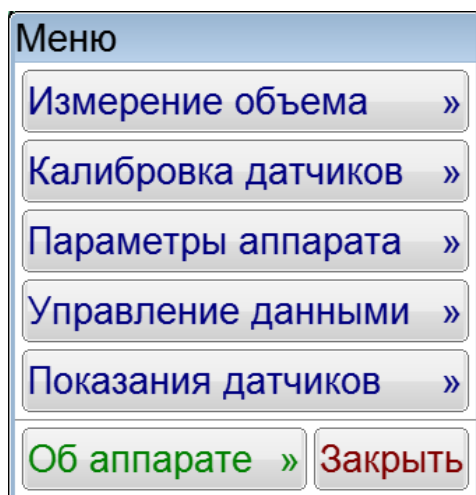 Меню
Измерение объема »
Калибровка датчиков »
Параметры аппарата »
Управление данными »
Показания датчиков »
Об аппарате » Закрыть